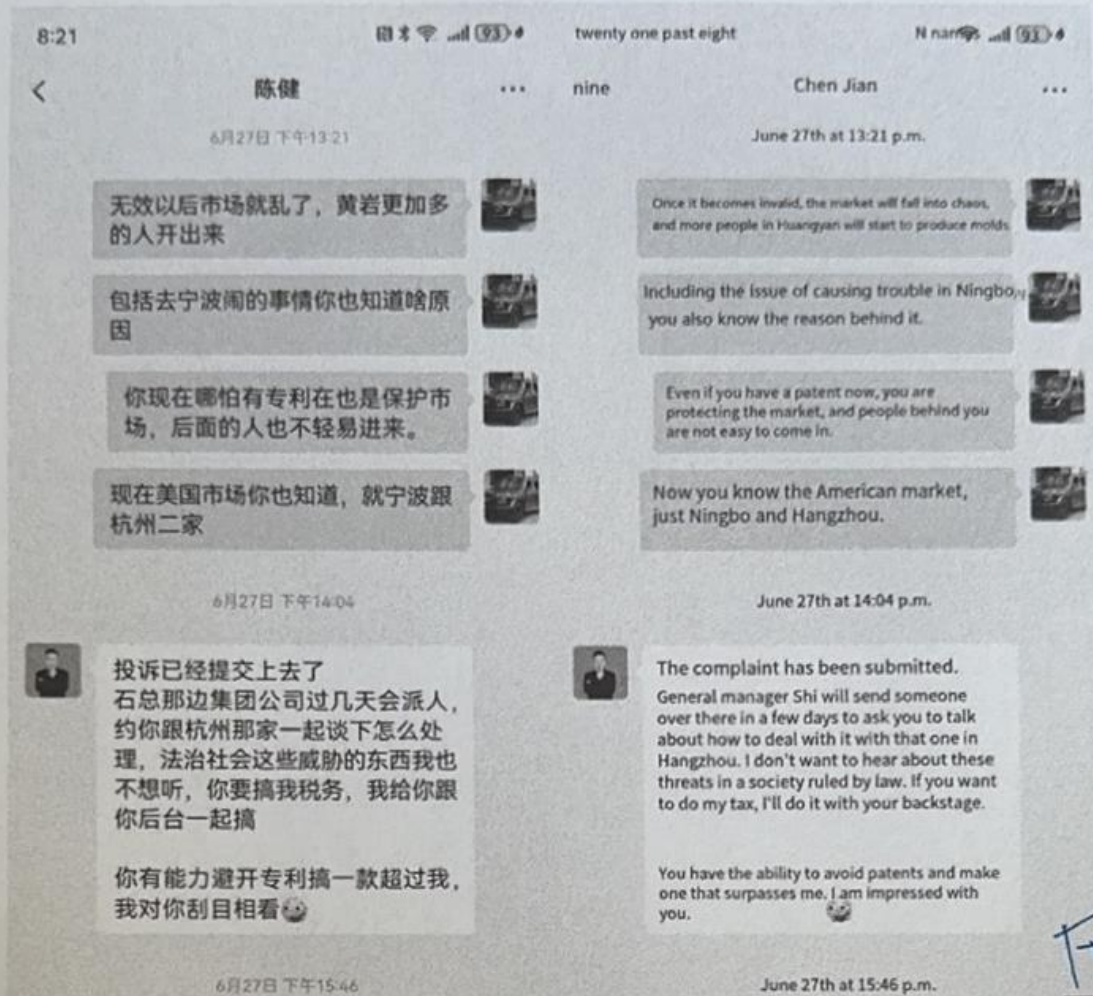 8:21
93
陈健
...
6月27日 下午13:21
无效以后市场就乱了，黄岩更加多
的人开出来
包括去宁波闹的事情你也知道啥原
因
你现在哪怕有专利在也是保护市
场，后面的人也不轻易进来。
现在美国市场你也知道，就宁波跟
杭州二家
6月27日 下午14:04
投诉已经提交上去了
石总那边集团公司过几天会派人，
约你跟杭州那家一起谈下怎么处
理，法治社会这些威胁的东西我也
不想听，你要搞我税务，我给你跟
你后台一起搞
你有能力避开专利搞一款超过我，
我对你刮目相看
6月27日 下午15:46
twenty one past eight
N nam
93
nine
Chen Jian
...
June 27th at 13:21 p.m.
Once it becomes invalid, the market will fall into chaos,
and more people in Huangyan will start to produce molds
Including the issue of causing trouble in Ningbo,
you also know the reason behind it.
Even if you have a patent now, you are
protecting the market, and people behind you
are not easy to come in.
Now you know the American market,
just Ningbo and Hangzhou.
June 27th at 14:04 p.m.
The complaint has been submitted.
General manager Shi will send someone
over there in a few days to ask you to talk
about how to deal with it with that one in
Hangzhou. I don't want to hear about these
threats in a society ruled by law. If you want
to do my tax, I'll do it with your backstage.
You have the ability to avoid patents and make
one that surpasses me. I am impressed with
you.
June 27th at 15:46 p.m.